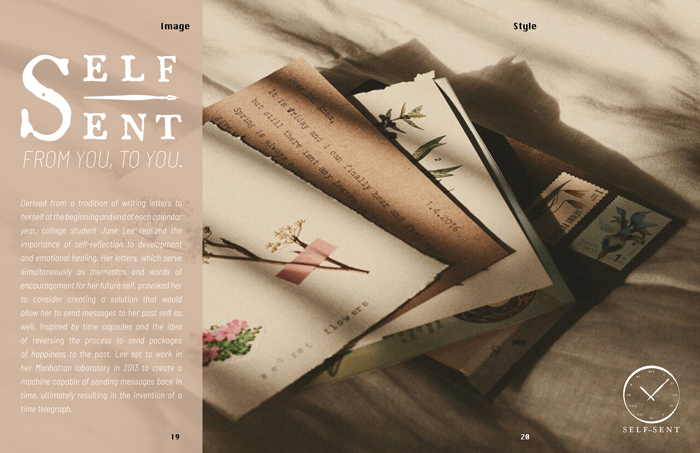 Image
Style
SELF
SENT
FROM YOU, TO YOU.
Derived from a tradition of writing letters to
herself at the beginning and end of each calendar
year, college student June Lee realized the
importance of self-reflection to development
and emotional healing. Her letters, which serve
simultaneously as mementos and words of
encouragement for her future self, provoked her
to consider creating a solution that would
allow her to send messages to her past self as
well. Inspired by time capsules and the idea
of reversing the process to send packages
of happiness to the past, Lee set to work in
her Manhattan laboratory in 2013 to create a
machine capable of sending messages back in
time, ultimately resulting in the invention of a
time telegraph.
It is friday and i can finally hear
but still there isnt any
Spring is always
1.4.2016
flowers
SELF-SENT
19
20